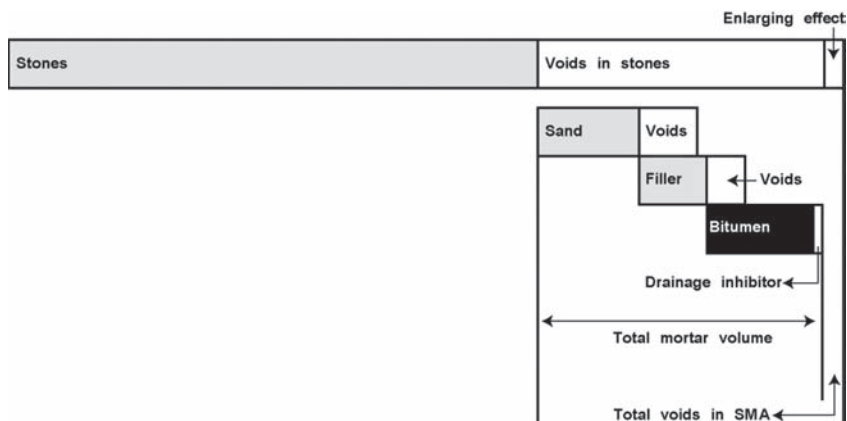 Enlarging effect
Stones
Voids in stones
Sand
Voids
Filler
Voids
Bitumen
Drainage inhibitor
Total mortar volume
Total voids in SMA